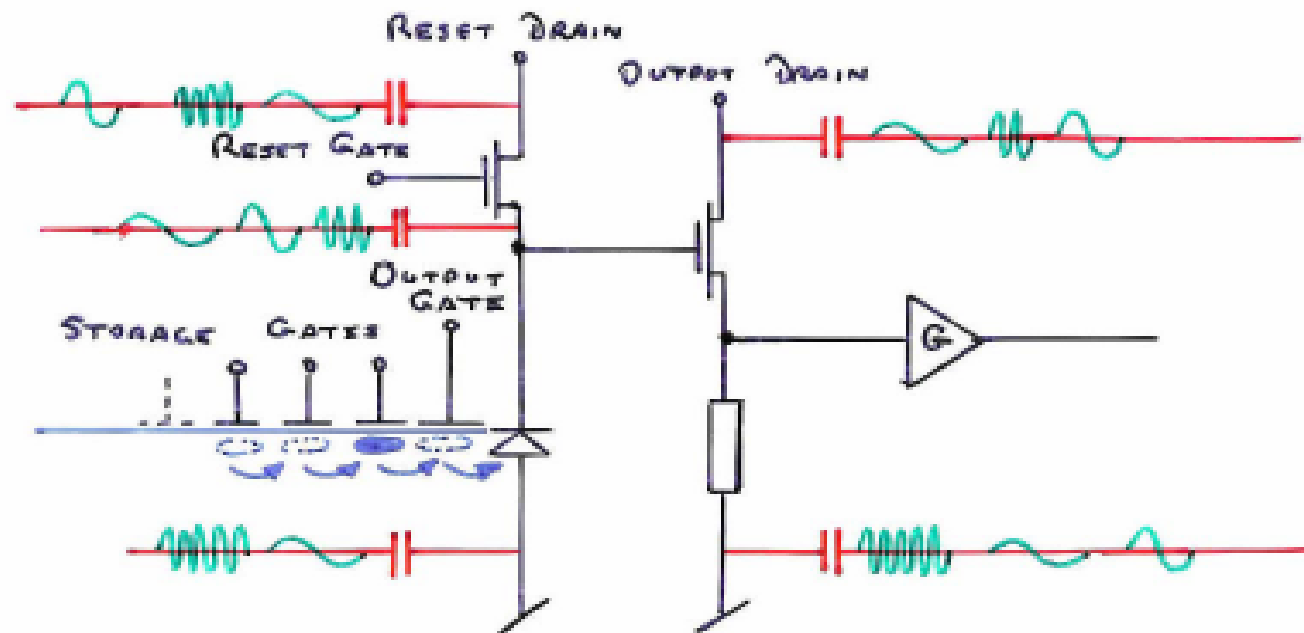 RESET DRAIN
OUTPUT DRAIN
RESET GATE
OUTPUT
GATE
STORAGE GATES
G